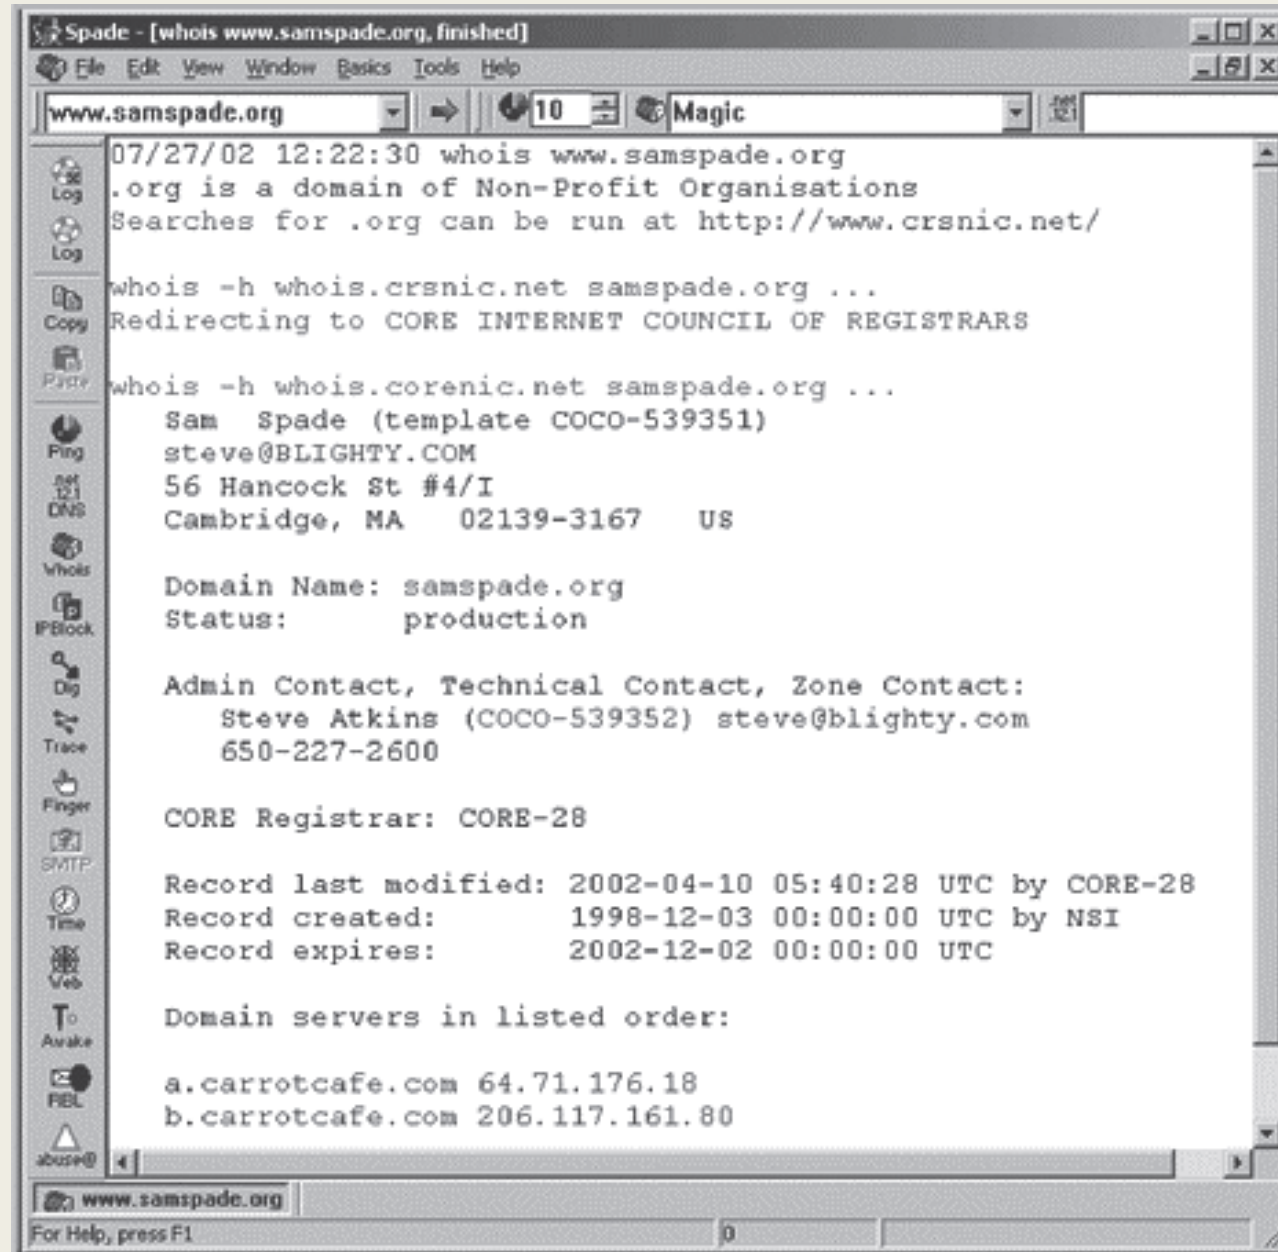 Spade - [whois www.samspade.org, finished]
File Edit View Window Basics Tools Help
www.samspade.org 10 Magic .net 12.1
07/27/02 12:22:30 whois www.samspade.org
.org is a domain of Non-Profit Organisations
Searches for .org can be run at http://www.crsnic.net/
whois -h whois.crsnic.net samspade.org ...
Redirecting to CORE INTERNET COUNCIL OF REGISTRARS
whois -h whois.corenic.net samspade.org ...
Sam Spade (template COCO-539351)
steve@BLIGHTY.COM
56 Hancock St #4/I
Cambridge, MA 02139-3167 US
Domain Name: samspade.org
Status: production
Admin Contact, Technical Contact, Zone Contact:
Steve Atkins (COCO-539352) steve@blighty.com
650-227-2600
CORE Registrar: CORE-28
Record last modified: 2002-04-10 05:40:28 UTC by CORE-28
Record created: 1998-12-03 00:00:00 UTC by NSI
Record expires: 2002-12-02 00:00:00 UTC
Domain servers in listed order:
a.carrotcafe.com 64.71.176.18
b.carrotcafe.com 206.117.161.80
Log
Log
Copy
Paste
Ping
.net
12.1
DNS
Whois
IPBlock
Dig
Trace
Finger
SMTP
Time
Web
Awake
RBL
abuse@
www.samspade.org
For Help, press F1 0